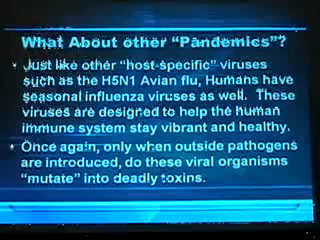 What About other "Pandemics"?
Just like other "host-specific" viruses
such as the H5N1 Avian flu, Humans have
seasonal influenza viruses as well. These
viruses are designed to help the human
immune system stay vibrant and healthy.
Once again, only when outside pathogens
are introduced, do these viral organisms
"mutate" into deadly toxins.